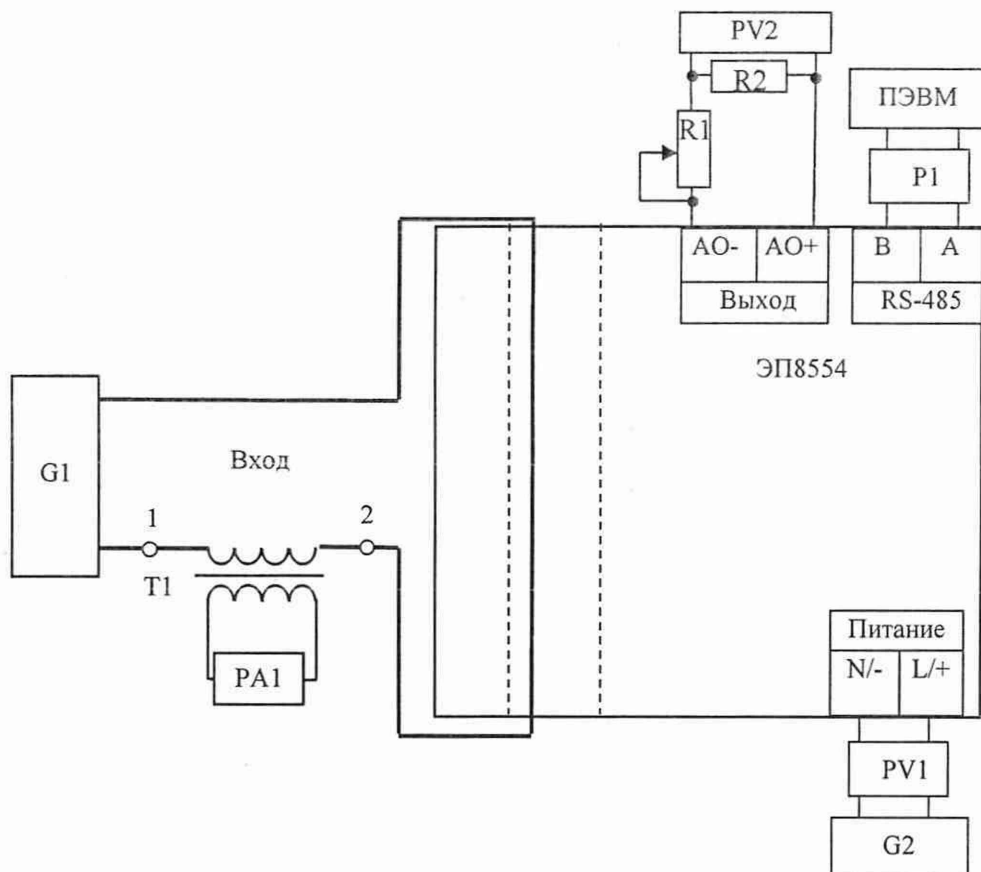 PV2
R2
ПЭВМ
R1
P1
AO- AO+
B A
Выход
RS-485
ЭП8554
G1
Вход
1
2
T1
PA1
Питание
N/- L/+
PV1
G2